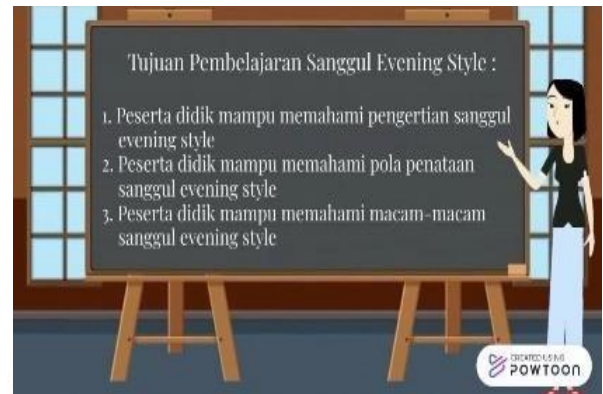 Tujuan Pembelajaran Sanggul Evening Style :
1. Peserta didik mampu memahami pengertian sanggul
evening style
2. Peserta didik mampu memahami pola penataan
sanggul evening style
3. Peserta didik mampu memahami macam-macam
sanggul evening style
CREATED USING
POWTOON